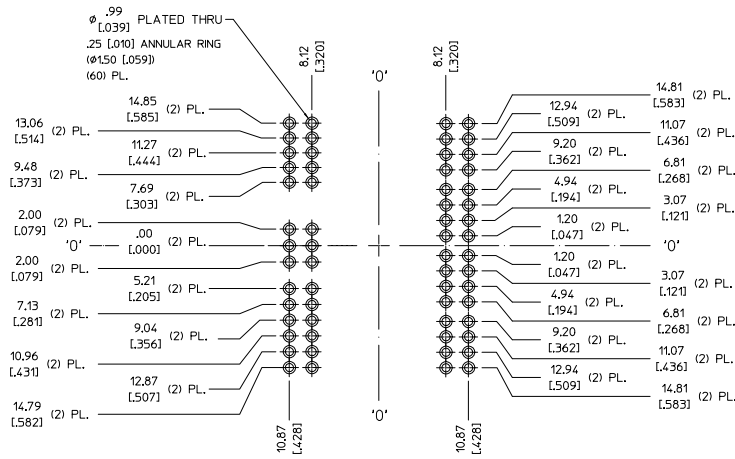 ø .99
[.039] PLATED THRU
.25 [.010] ANNULAR RING
(ø1.50 [.059])
(60) PL.
8.12
[.320]
'0'
8.12
[.320]
14.85
[.585] (2) PL.
13.06
[.514] (2) PL.
11.27
[.444] (2) PL.
9.48
[.373] (2) PL.
7.69
[.303] (2) PL.
2.00
[.079] (2) PL.
'0'
.00
[.000] (2) PL.
2.00
[.079] (2) PL.
5.21
[.205] (2) PL.
7.13
[.281] (2) PL.
9.04
[.356] (2) PL.
10.96
[.431] (2) PL.
12.87
[.507] (2) PL.
14.79
[.582] (2) PL.
14.81
[.583] (2) PL.
12.94
[.509] (2) PL.
11.07
[.436] (2) PL.
9.20
[.362] (2) PL.
6.81
[.268] (2) PL.
4.94
[.194] (2) PL.
3.07
[.121] (2) PL.
1.20
[.047] (2) PL.
'0'
1.20
[.047] (2) PL.
3.07
[.121] (2) PL.
4.94
[.194] (2) PL.
6.81
[.268] (2) PL.
9.20
[.362] (2) PL.
11.07
[.436] (2) PL.
12.94
[.509] (2) PL.
14.81
[.583] (2) PL.
10.87
[.428]
'0'
10.87
[.428]